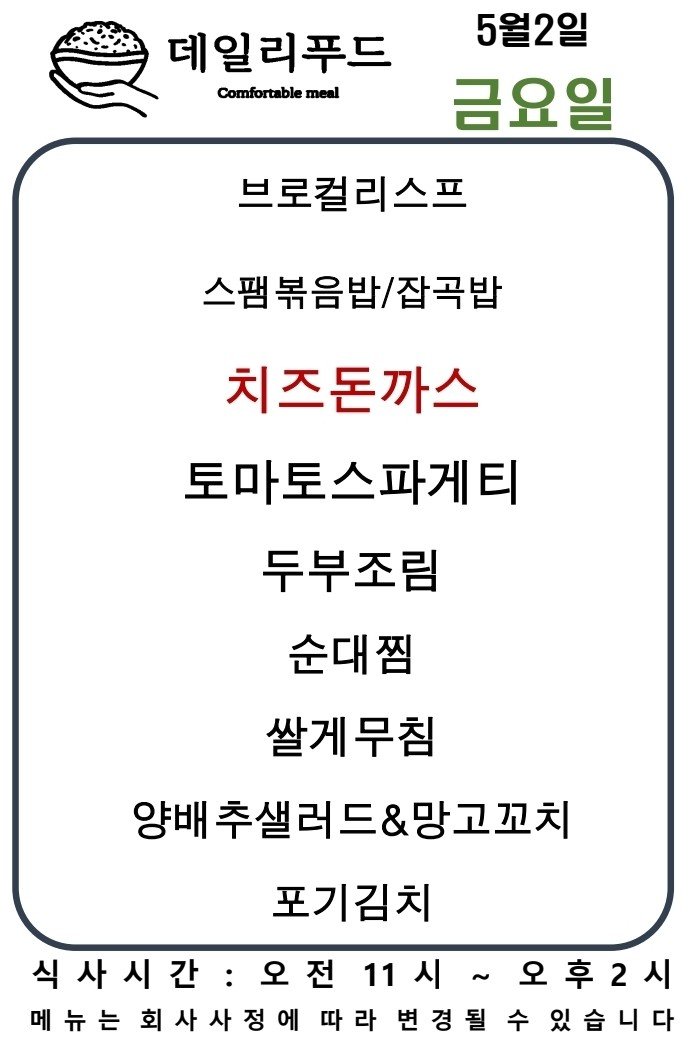 데일리푸드
Comfortable meal
5월2일
금요일
브로컬리스프
스팸볶음밥/잡곡밥
치즈돈까스
토마토스파게티
두부조림
순대찜
쌀게무침
양배추샐러드&망고꼬치
포기김치
식사시간 : 오전 11시 ~ 오후2시
메뉴는 회사사정에 따라 변경될 수 있습니다